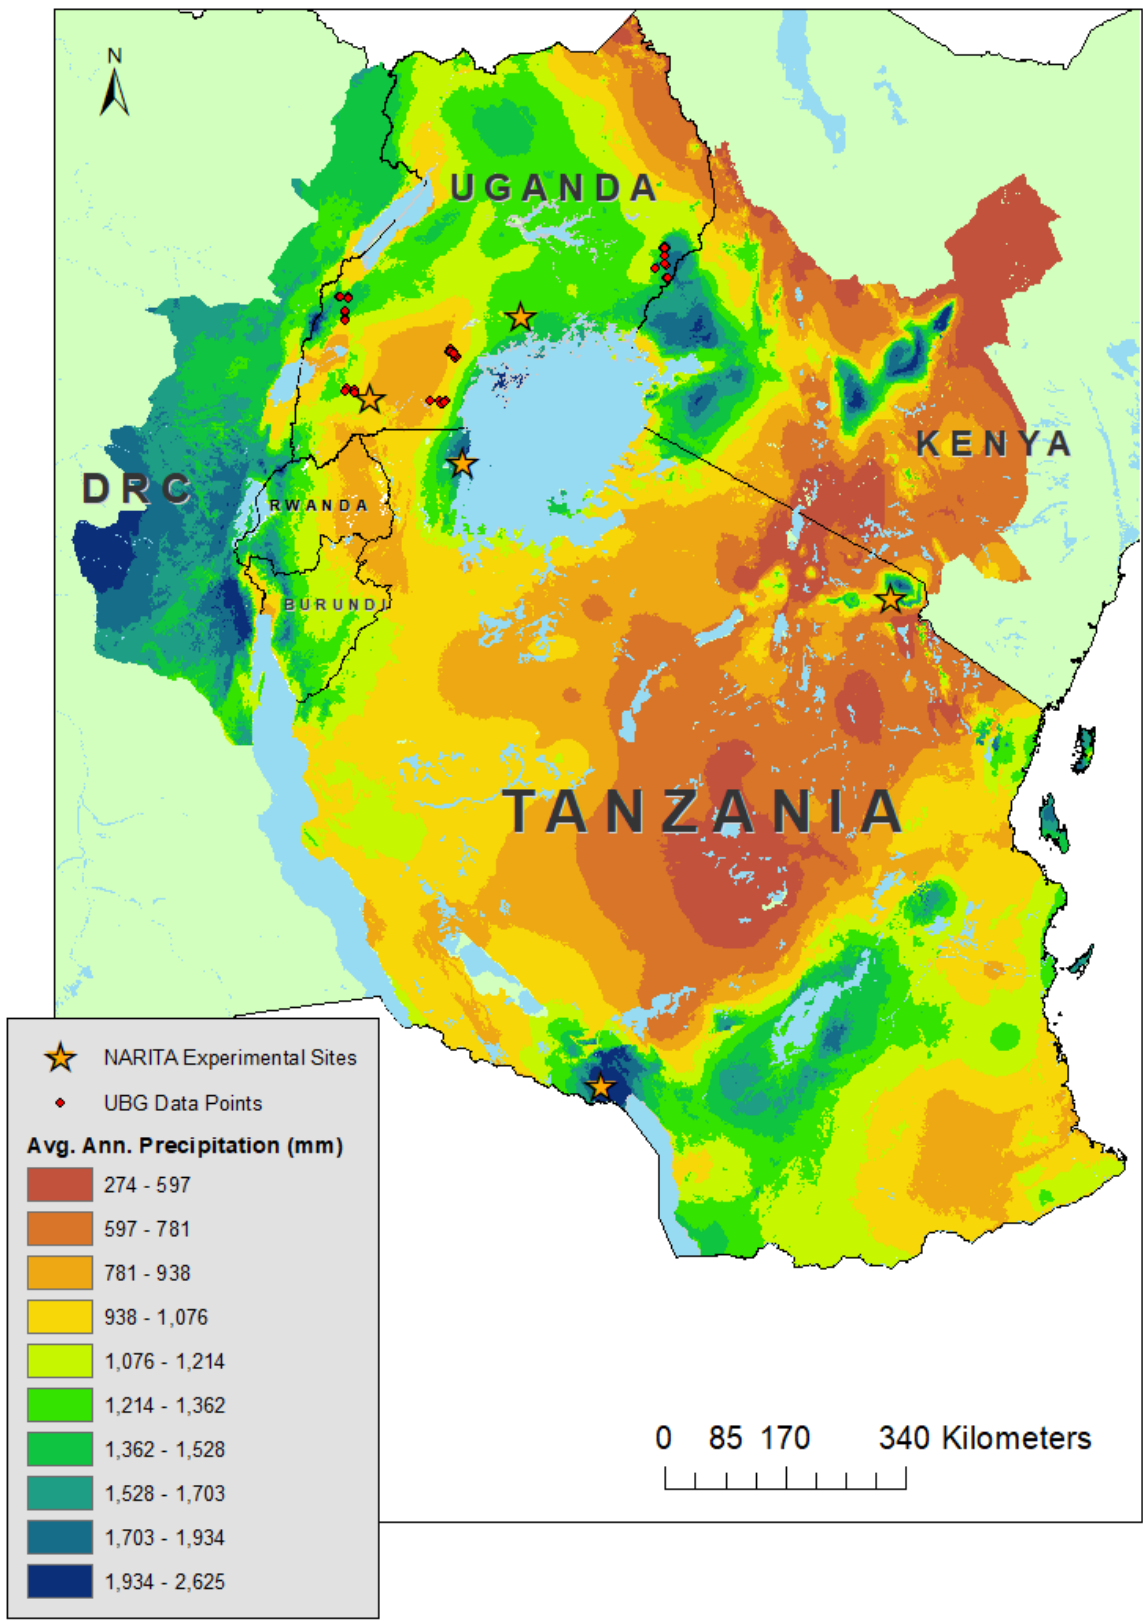 N
UGANDA
KENYA
DRC
RWANDA
BURUNDI
TANZANIA
NARITA Experimental Sites
UBG Data Points
Avg. Ann. Precipitation (mm)
274 - 597
597 - 781
781 - 938
938 - 1,076
1,076 - 1,214
1,214 - 1,362
1,362 - 1,528
1,528 - 1,703
1,703 - 1,934
1,934 - 2,625
0 85 170 340 Kilometers